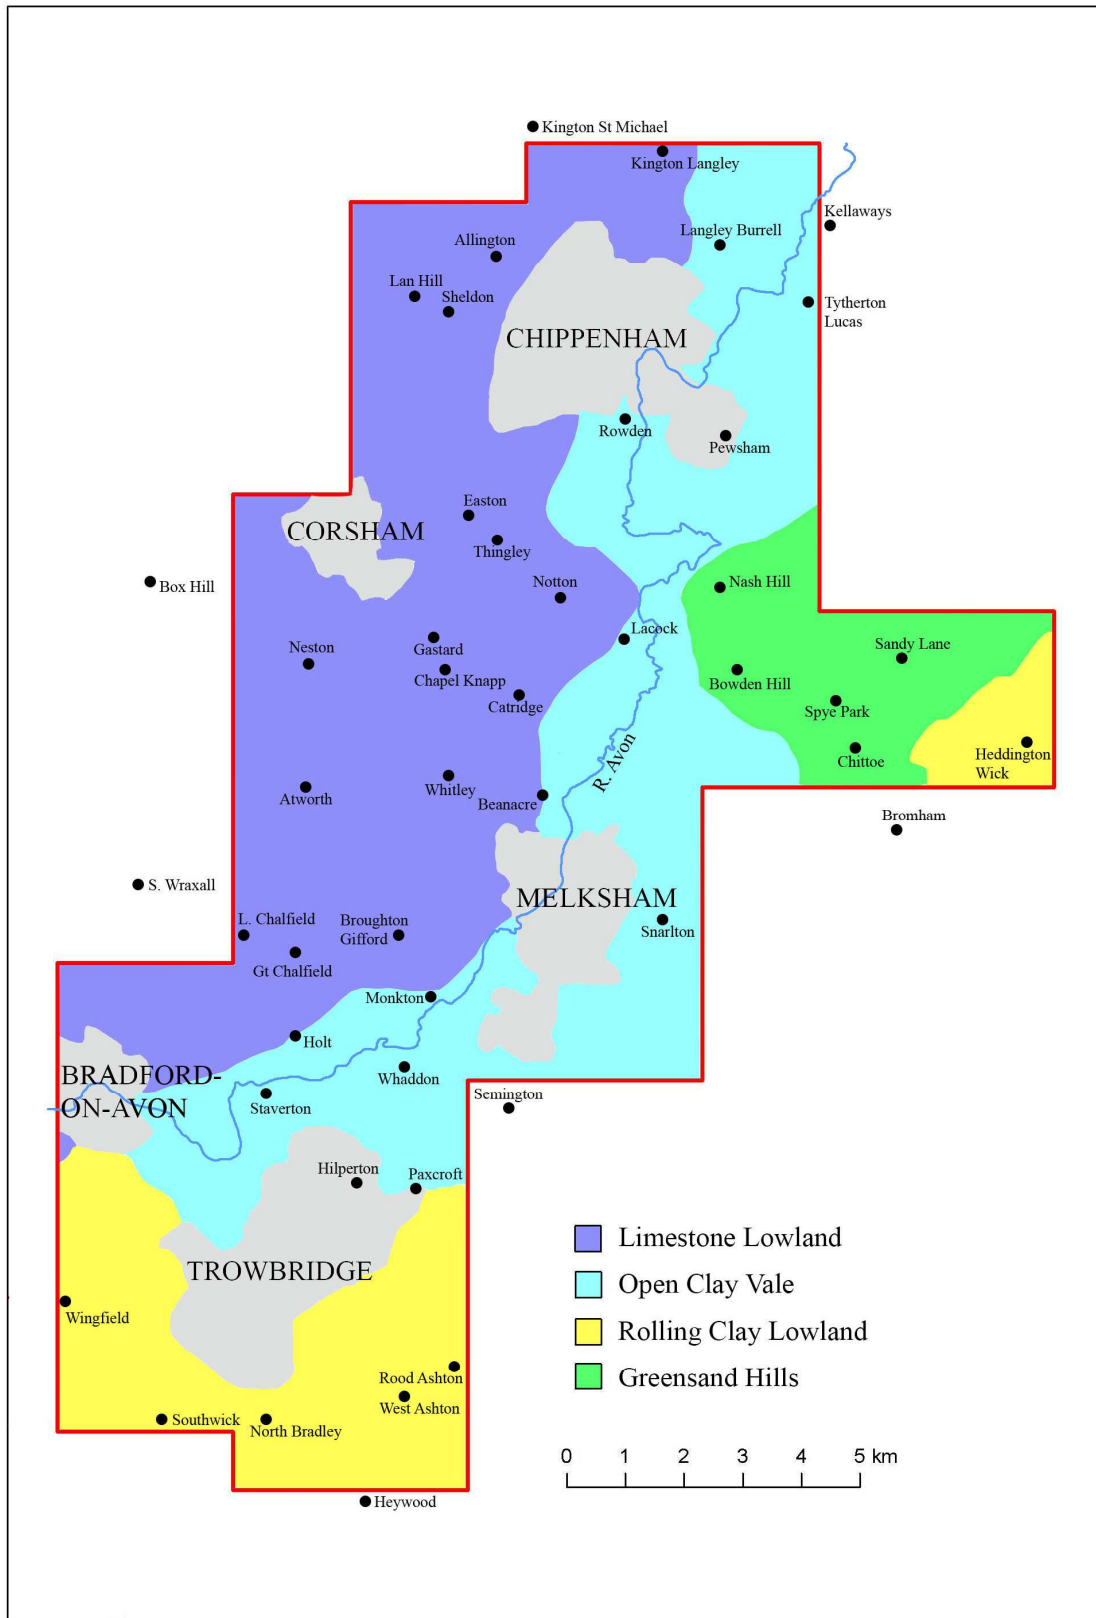 Kington St Michael
Kington Langley
Kellaways
Langley Burrell
Allington
Lan Hill
Sheldon
Tytherton
Lucas
CHIPPENHAM
Rowden
Pewsham
Easton
CORSHAM
Thingley
Box Hill
Notton
Nash Hill
Lacock
Neston
Gastard
Sandy Lane
Chapel Knapp
Bowden Hill
Catridge
Spye Park
R. Avon
Chittoe
Heddington
Wick
Whitley
Atworth
Beanacre
Bromham
S. Wraxall
MELKSHAM
L. Chalfield
Broughton
Gifford
Snarlton
Gt Chalfield
Monkton
Holt
Whaddon
BRADFORD-
ON-AVON
Staverton
Semington
Hilperton
Paxcroft
TROWBRIDGE
Wingfield
Rood Ashton
West Ashton
Southwick
North Bradley
Heywood
Limestone Lowland
Open Clay Vale
Rolling Clay Lowland
Greensand Hills
0 1 2 3 4 5 km